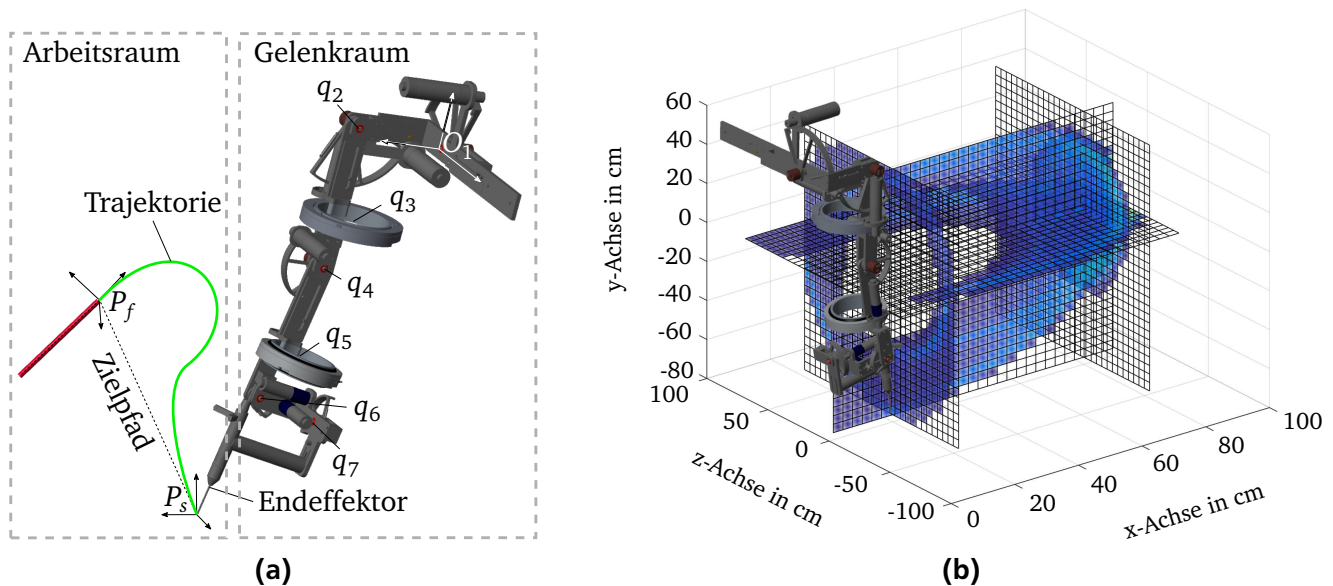 Arbeitsraum
Gelenkraum
q2
O1
q3
Trajektorie
q4
Pf
q5
Zielpfad
q6
q7
Ps
Endeffektor
(a)
60
40
20
0
-20
-40
-60
-80
y-Achse in cm
100
50
0
-50
-100
z-Achse in cm
0
20
40
60
80
100
x-Achse in cm
(b)